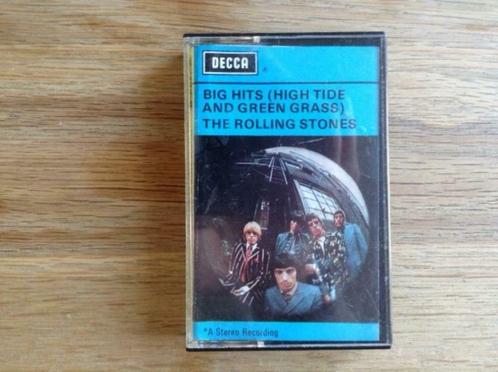 DECCA
BIG HITS (HIGH TIDE
AND GREEN GRASS)
THE ROLLING STONES
*A Stereo Recording